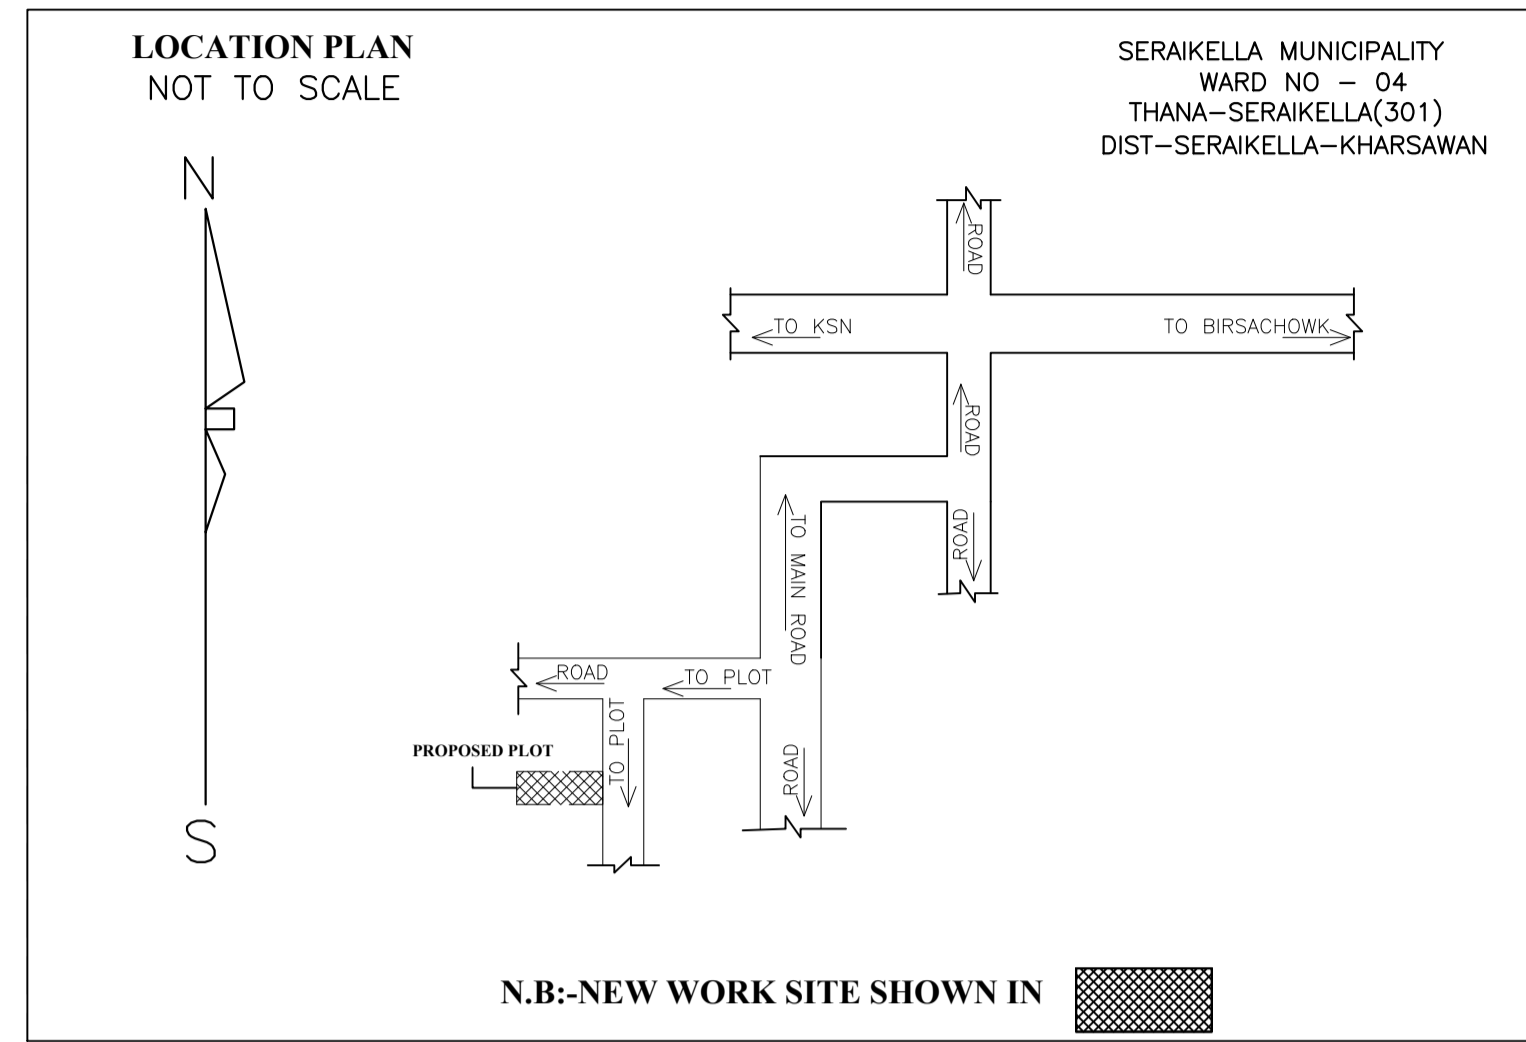 LOCATION PLAN
NOT TO SCALE
SERAIKELLA MUNICIPALITY
WARD NO - 04
THANA-SERAIKELLA(301)
DIST-SERAIKELLA-KHARSAWAN
N
ROAD
TO KSN
TO BIRSACHOWK
ROAD
TO MAIN ROAD
ROAD
ROAD
TO PLOT
TO PLOT
PROPOSED PLOT
ROAD
S
N.B:-NEW WORK SITE SHOWN IN